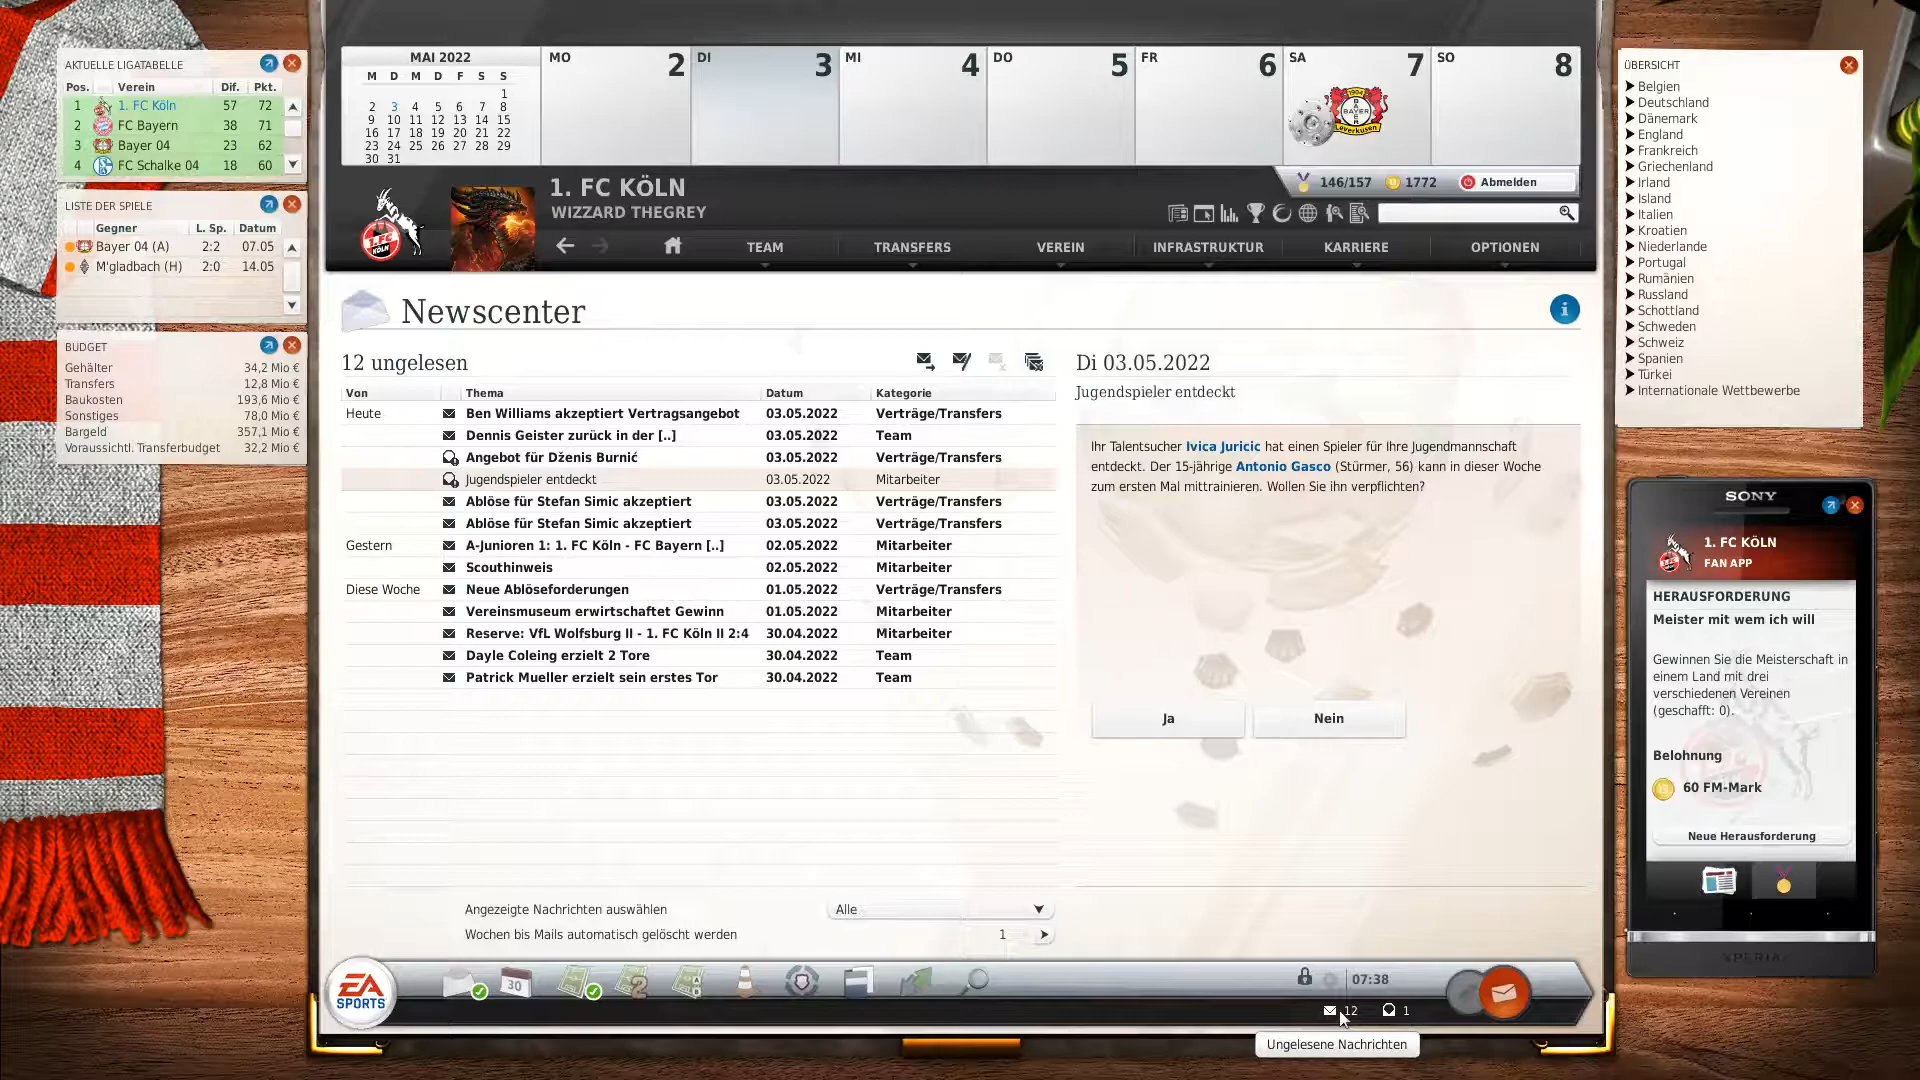 AKTUELLE LIGATABELLE
Pos. Verein Dif. Pkt.
1 1. FC Köln 57 72
2 FC Bayern 38 71
3 Bayer 04 23 62
4 FC Schalke 04 18 60
LISTE DER SPIELE
Gegner L. Sp. Datum
Bayer 04 (A) 2:2 07.05
M'gladbach (H) 2:0 14.05
BUDGET
Gehälter 34,2 Mio €
Transfers 12,8 Mio €
Baukosten 193,6 Mio €
Sonstiges 78,0 Mio €
Bargeld 357,1 Mio €
Voraussichtl. Transferbudget 32,2 Mio €
MAI 2022
M D M D F S S
1
2 3 4 5 6 7 8
9 10 11 12 13 14 15
16 17 18 19 20 21 22
23 24 25 26 27 28 29
30 31
MO 2 DI 3 MI 4 DO 5 FR 6 SA 7 SO 8
1904
BAYER
Leverkusen
146/157 1772 Abmelden
1. FC KÖLN
WIZZARD THEGREY
1.FC
KÖLN
TEAM TRANSFERS VEREIN INFRASTRUKTUR KARRIERE OPTIONEN
Newscenter
12 ungelesen
Von Thema Datum Kategorie
Heute Ben Williams akzeptiert Vertragsangebot 03.05.2022 Verträge/Transfers
Dennis Geister zurück in der [..] 03.05.2022 Team
Angebot für Dženis Burnić 03.05.2022 Verträge/Transfers
Jugendspieler entdeckt 03.05.2022 Mitarbeiter
Ablöse für Stefan Simic akzeptiert 03.05.2022 Verträge/Transfers
Ablöse für Stefan Simic akzeptiert 03.05.2022 Verträge/Transfers
Gestern A-Junioren 1: 1. FC Köln - FC Bayern [..] 02.05.2022 Mitarbeiter
Scouthinweis 02.05.2022 Mitarbeiter
Diese Woche Neue Ablöseforderungen 01.05.2022 Verträge/Transfers
Vereinsmuseum erwirtschaftet Gewinn 01.05.2022 Mitarbeiter
Reserve: VfL Wolfsburg II - 1. FC Köln II 2:4 30.04.2022 Mitarbeiter
Dayle Coleing erzielt 2 Tore 30.04.2022 Team
Patrick Mueller erzielt sein erstes Tor 30.04.2022 Team
Angezeigte Nachrichten auswählen Alle
Wochen bis Mails automatisch gelöscht werden 1
Di 03.05.2022
Jugendspieler entdeckt
Ihr Talentsucher Ivica Juricic hat einen Spieler für Ihre Jugendmannschaft
entdeckt. Der 15-jährige Antonio Gasco (Stürmer, 56) kann in dieser Woche
zum ersten Mal mittrainieren. Wollen Sie ihn verpflichten?
Ja Nein
EA
SPORTS
30
2
07:38
12 1
Ungelesene Nachrichten
ÜBERSICHT
Belgien
Deutschland
Dänemark
England
Frankreich
Griechenland
Irland
Island
Italien
Kroatien
Niederlande
Portugal
Rumänien
Russland
Schottland
Schweden
Schweiz
Spanien
Türkei
Internationale Wettbewerbe
SONY
1. FC KÖLN
FAN APP
HERAUSFORDERUNG
Meister mit wem ich will
Gewinnen Sie die Meisterschaft in
einem Land mit drei
verschiedenen Vereinen
(geschafft: 0).
Belohnung
60 FM-Mark
Neue Herausforderung
XPERIA